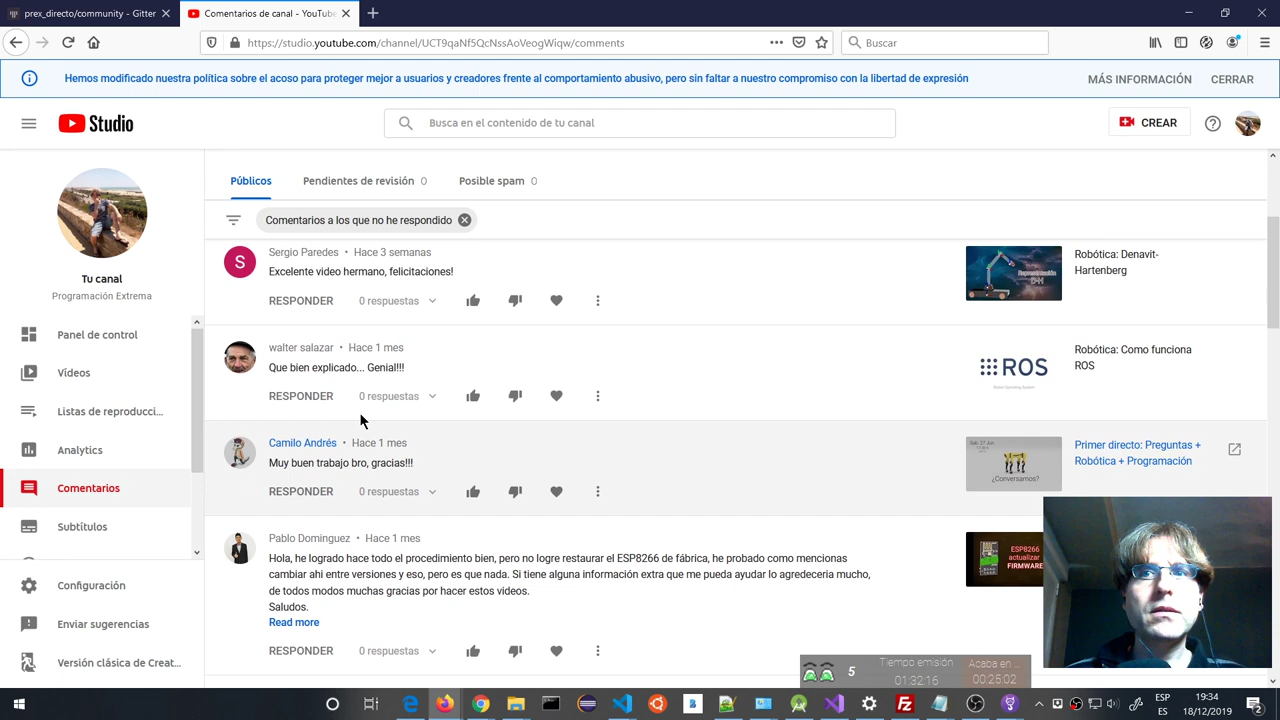 prex_directo/community - Gitter
Comentarios de canal - YouTube
https://studio.youtube.com/channel/UCT9qaNf5QcNssAoVeogWiqw/comments
Buscar
Hemos modificado nuestra política sobre el acoso para proteger mejor a usuarios y creadores frente al comportamiento abusivo, pero sin faltar a nuestro compromiso con la libertad de expresión
MÁS INFORMACIÓN
CERRAR
Studio
Busca en el contenido de tu canal
CREAR
Tu canal
Programación Extrema
Panel de control
Vídeos
Listas de reproducci...
Analytics
Comentarios
Subtítulos
Configuración
Enviar sugerencias
Versión clásica de Creat...
Públicos
Pendientes de revisión 0
Posible spam 0
Comentarios a los que no he respondido
S
Sergio Paredes • Hace 3 semanas
Excelente video hermano, felicitaciones!
RESPONDER 0 respuestas
Robótica: Denavit-
Hartenberg
walter salazar • Hace 1 mes
Que bien explicado... Genial!!!
RESPONDER 0 respuestas
ROS
Robótica: Como funciona
ROS
Camilo Andrés • Hace 1 mes
Muy buen trabajo bro, gracias!!!
RESPONDER 0 respuestas
¿Conversamos?
Primer directo: Preguntas +
Robótica + Programación
Pablo Dominguez • Hace 1 mes
Hola, he logrado hace todo el procedimiento bien, pero no logre restaurar el ESP8266 de fábrica, he probado como mencionas
cambiar ahi entre versiones y eso, pero es que nada. Si tiene alguna información extra que me pueda ayudar lo agredeceria mucho,
de todos modos muchas gracias por hacer estos videos.
Saludos.
Read more
RESPONDER 0 respuestas
ESP8266
actualizar
FIRMWARE
5
Tiempo emisión
01:32:16
Acaba en ...
00:25:02
ESP
ES
19:34
18/12/2019
2